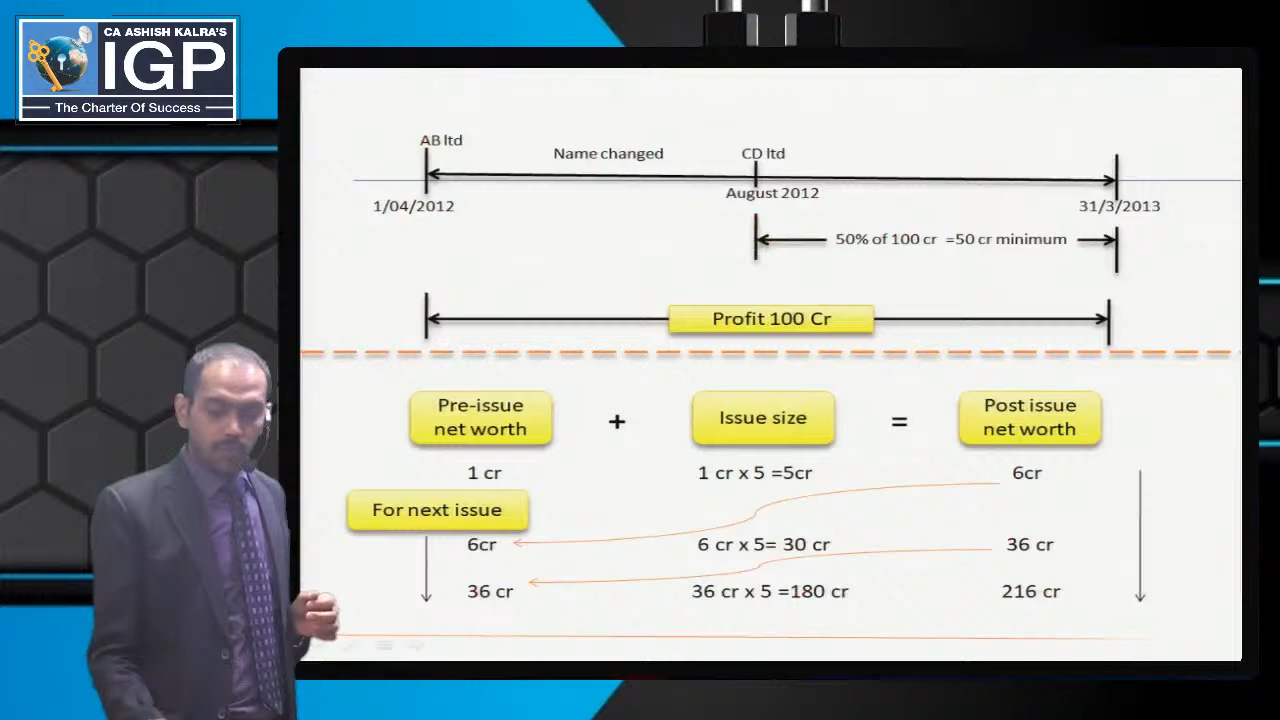 CA ASHISH KALRA'S
IGP
The Charter Of Success
AB ltd
Name changed
CD ltd
August 2012
1/04/2012
31/3/2013
50% of 100 cr =50 cr minimum
Profit 100 Cr
Pre-issue
net worth
+
Issue size
=
Post issue
net worth
1 cr
1 cr x 5 =5cr
6cr
For next issue
6cr
6 cr x 5= 30 cr
36 cr
36 cr
36 cr x 5 =180 cr
216 cr